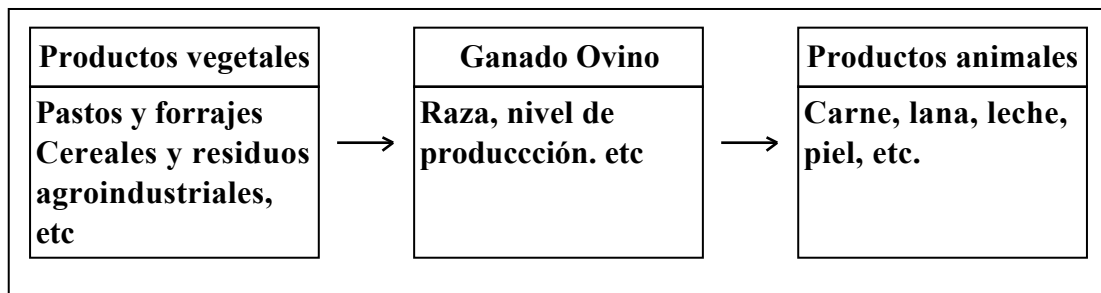 Productos vegetales
Pastos y forrajes
Cereales y residuos
agroindustriales,
etc
Ganado Ovino
Raza, nivel de
produccción. etc
Productos animales
Carne, lana, leche,
piel, etc.